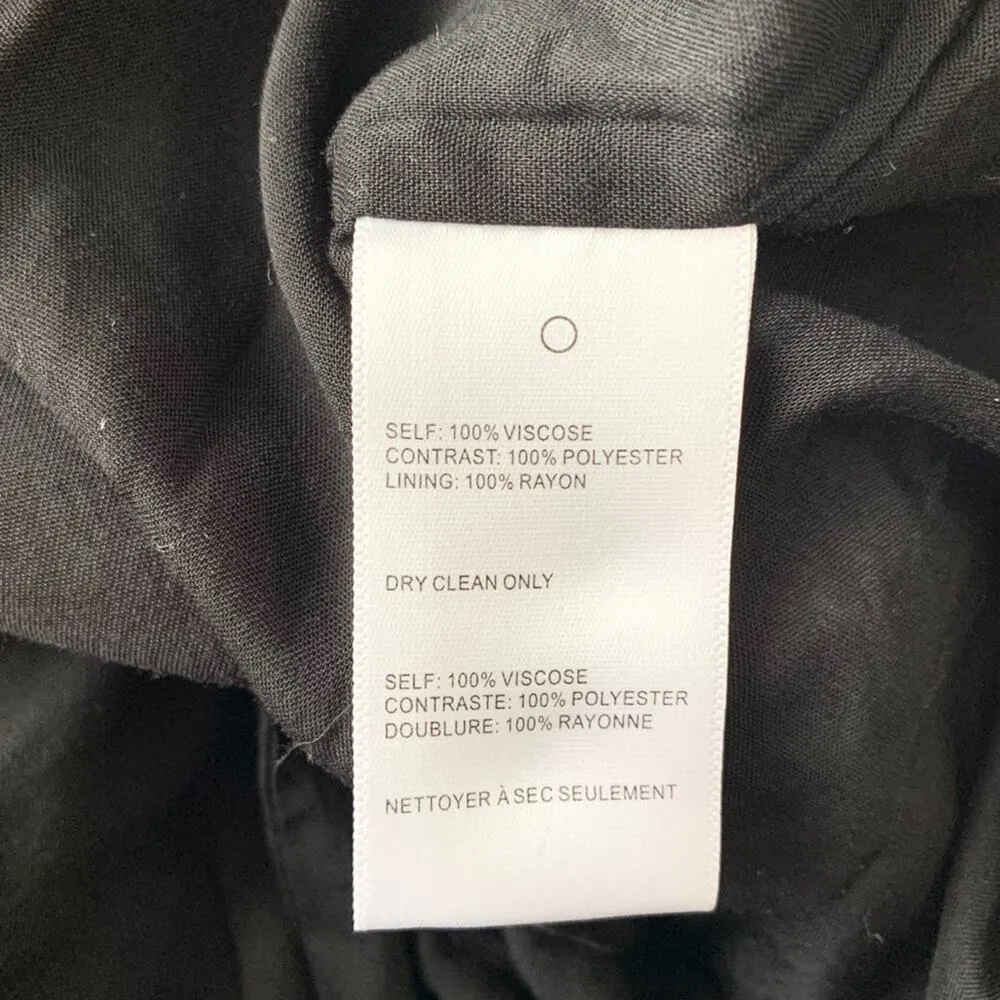 SELF: 100% VISCOSE
CONTRAST: 100% POLYESTER
LINING: 100% RAYON
DRY CLEAN ONLY
SELF: 100% VISCOSE
CONTRASTE: 100% POLYESTER
DOUBLURE: 100% RAYONNE
NETTOYER À SEC SEULEMENT